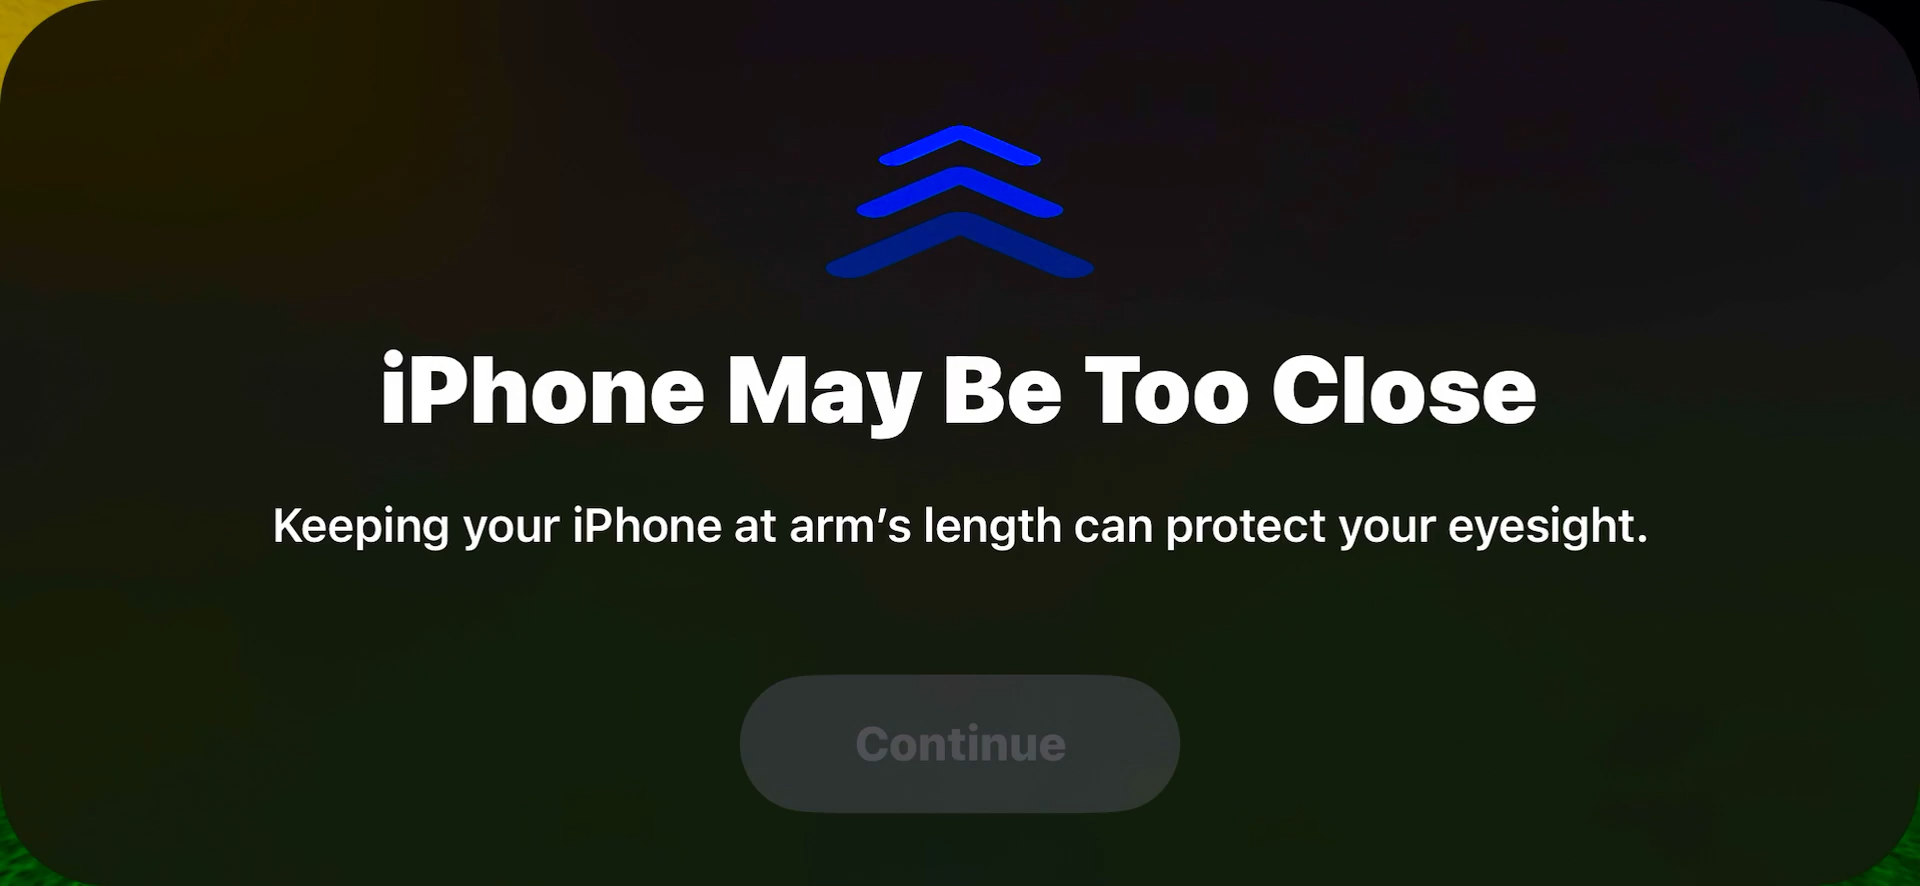 iPhone May Be Too Close
Keeping your iPhone at arm’s length can protect your eyesight.
Continue